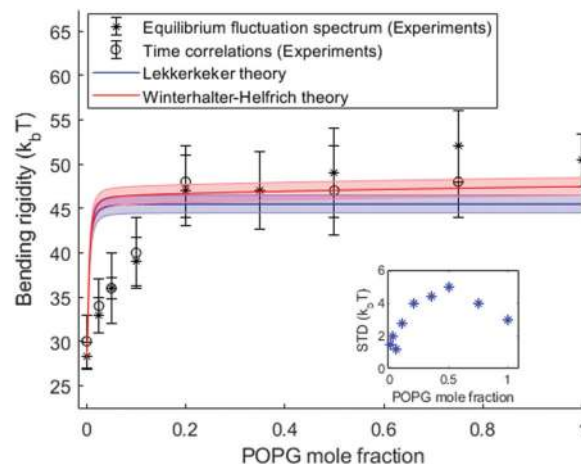 Equilibrium fluctuation spectrum (Experiments)
Time correlations (Experiments)
Lekkerkeker theory
Winterhalter-Helfrich theory
Bending rigidity (k_bT)
65
60
55
50
45
40
35
30
25
0
0.2
0.4
0.6
0.8
1
POPG mole fraction
STD (k_bT)
6
4
2
0
0
0.5
1
POPG mole fraction